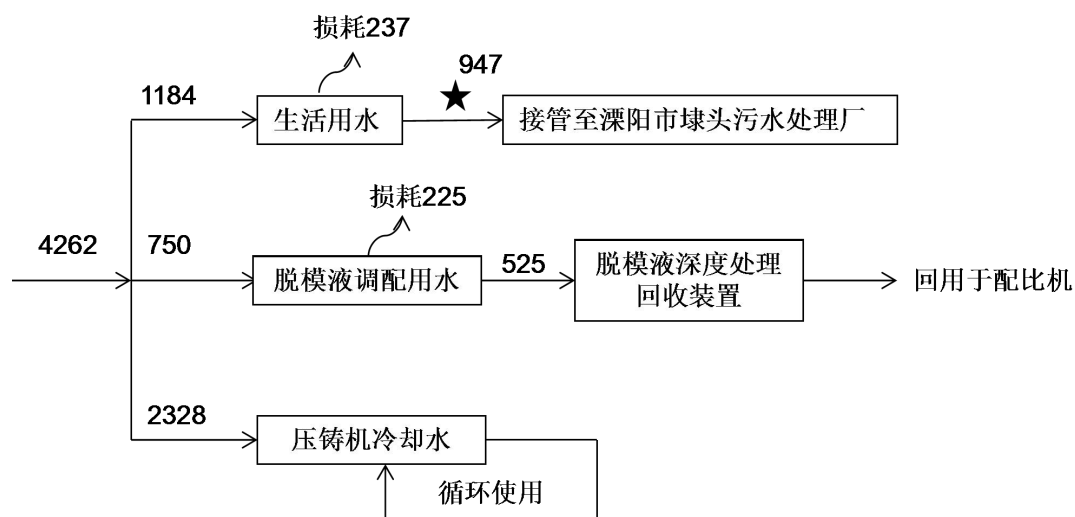 损耗237
947
1184
生活用水
接管至溧阳市埭头污水处理厂
损耗225
4262
750
脱模液调配用水
525
脱模液深度处理
回收装置
回用于配比机
2328
压铸机冷却水
循环使用